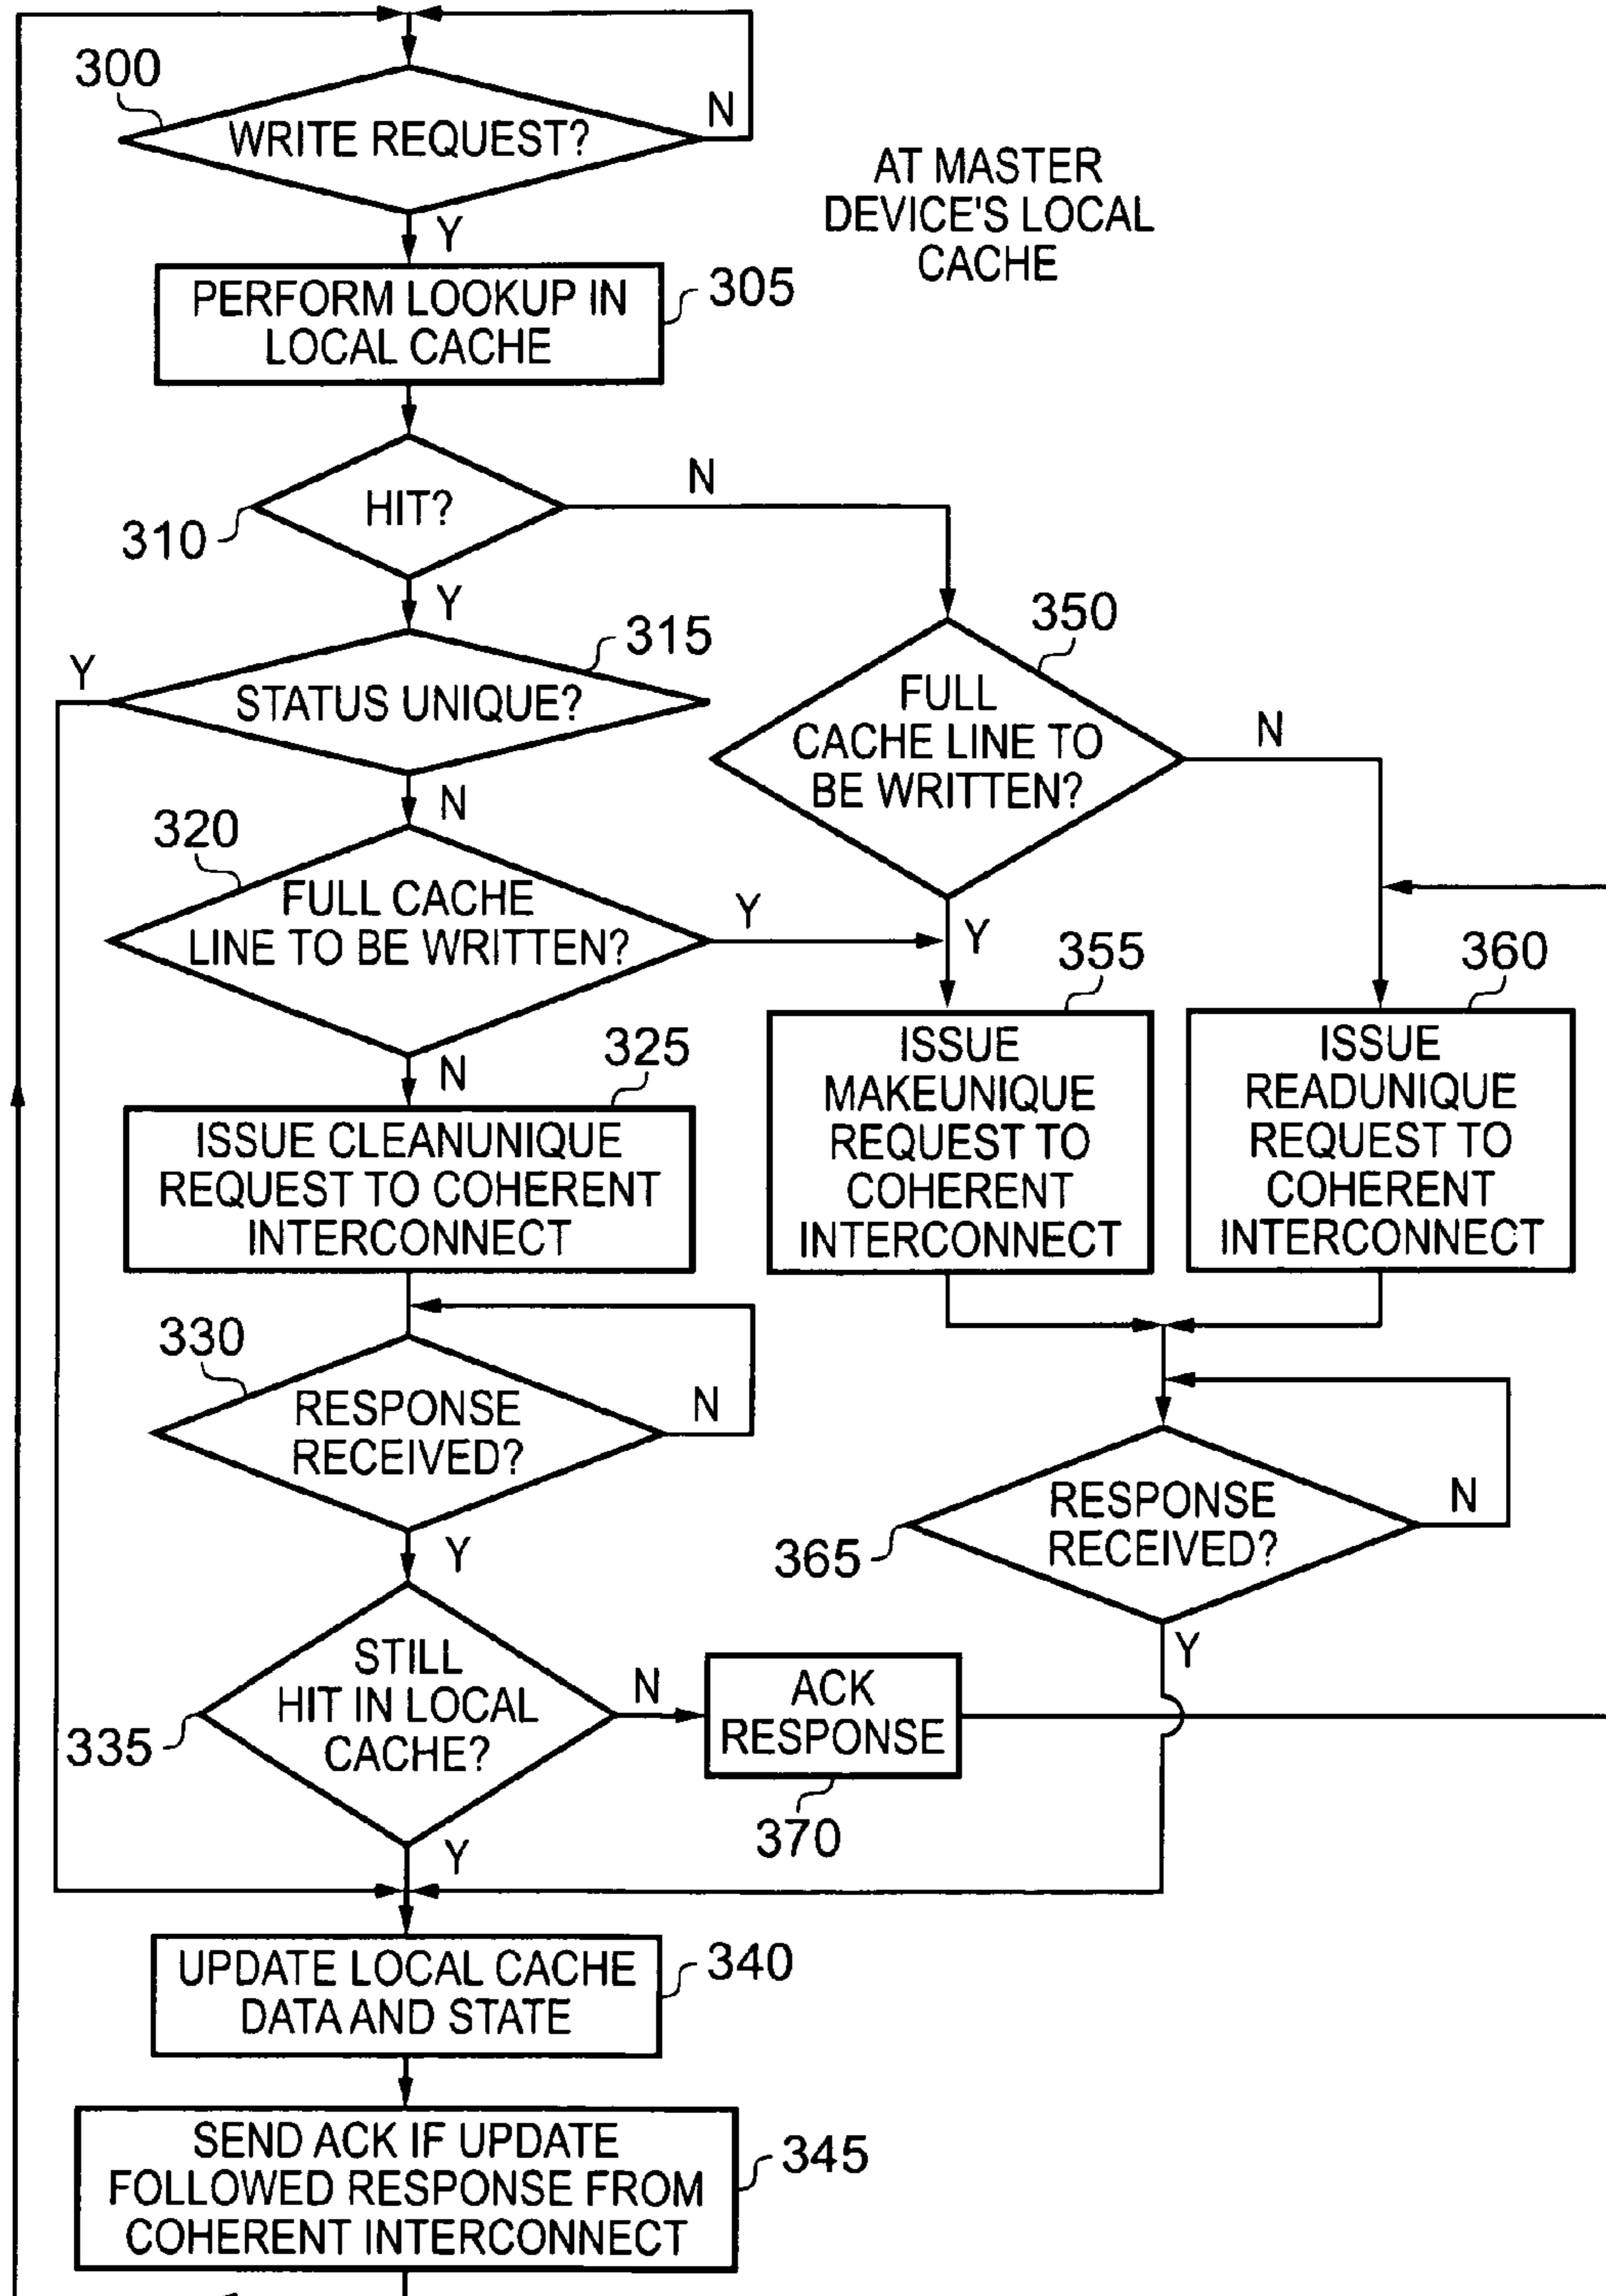 300
WRITE REQUEST?
N
AT MASTER
DEVICE'S LOCAL
CACHE
Y
PERFORM LOOKUP IN
LOCAL CACHE
305
HIT?
N
310
Y
350
315
Y
STATUS UNIQUE?
FULL
CACHE LINE TO
BE WRITTEN?
N
N
320
FULL CACHE
LINE TO BE WRITTEN?
Y
Y
355
360
325
N
ISSUE CLEANUNIQUE
REQUEST TO COHERENT
INTERCONNECT
ISSUE
MAKEUNIQUE
REQUEST TO
COHERENT
INTERCONNECT
ISSUE
READUNIQUE
REQUEST TO
COHERENT
INTERCONNECT
330
RESPONSE
RECEIVED?
N
365
RESPONSE
RECEIVED?
N
Y
Y
STILL
HIT IN LOCAL
CACHE?
N
335
ACK
RESPONSE
370
Y
UPDATE LOCAL CACHE
DATA AND STATE
340
SEND ACK IF UPDATE
FOLLOWED RESPONSE FROM
COHERENT INTERCONNECT
345